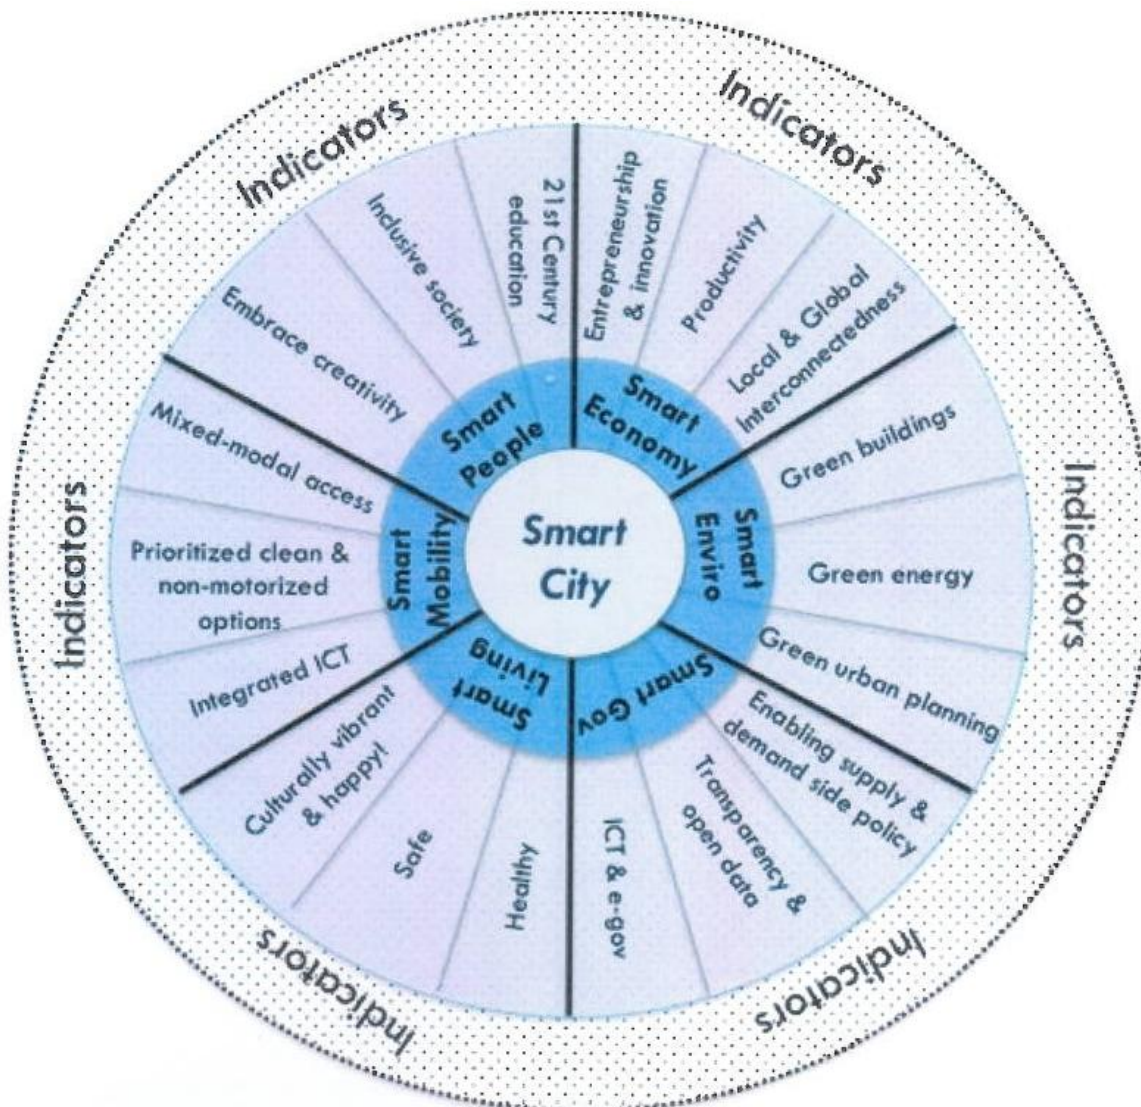 Smart
City
Smart
Economy
Entrepreneurship
& innovation
Productivity
Local & Global
Interconnectedness
Indicators
Smart
Enviro
Green buildings
Green energy
Green urban planning
Indicators
Smart Gov
Enabling supply &
demand side policy
Transparency &
open data
ICT & e-gov
Indicators
Smart
Living
Healthy
Safe
Culturally vibrant
& happy!
Indicators
Smart
Mobility
Integrated ICT
Prioritized clean &
non-motorized
options
Mixed-modal access
Indicators
Smart
People
Embrace creativity
Inclusive society
21st Century
education
Indicators